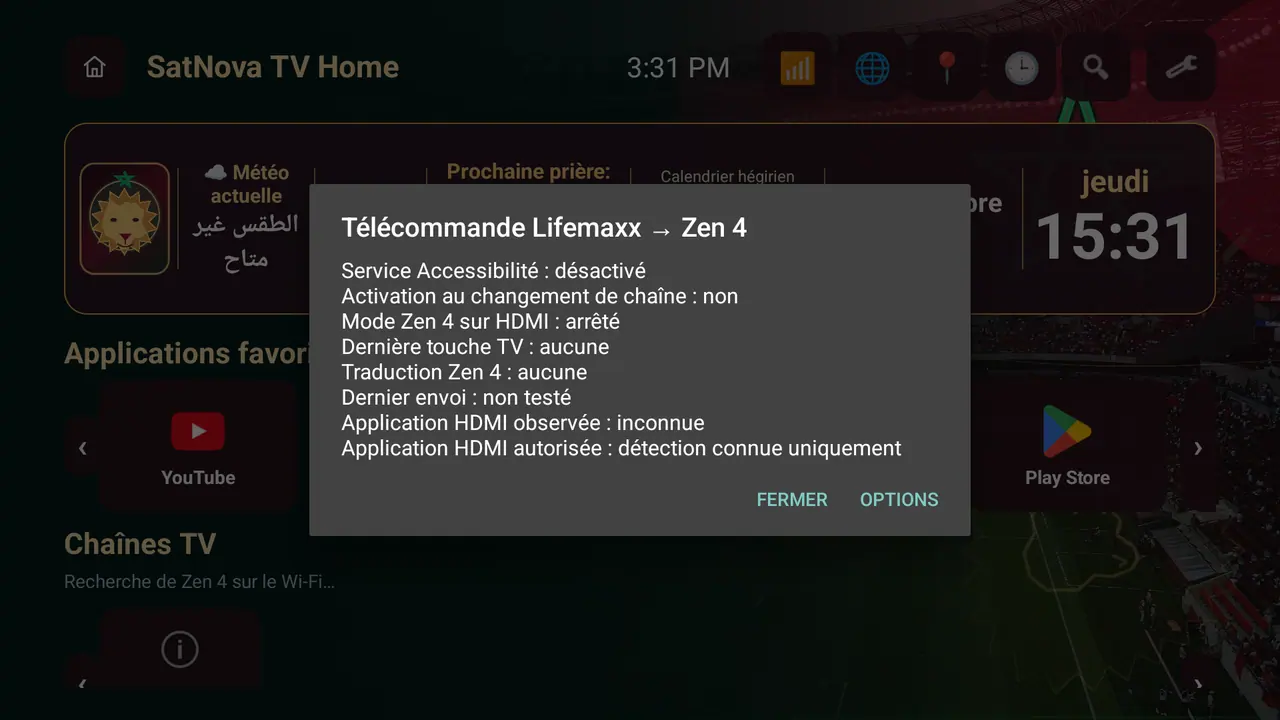 SatNova TV Home
3:31 PM
Météo
actuelle
الطقس غير
متاح
Prochaine prière:
Calendrier hégirien
jeudi
15:31
Télécommande Lifemaxx → Zen 4
Service Accessibilité : désactivé
Activation au changement de chaîne : non
Mode Zen 4 sur HDMI : arrêté
Dernière touche TV : aucune
Traduction Zen 4 : aucune
Dernier envoi : non testé
Application HDMI observée : inconnue
Application HDMI autorisée : détection connue uniquement
FERMER
OPTIONS
Applications favori
YouTube
Play Store
Chaînes TV
Recherche de Zen 4 sur le Wi-Fi...